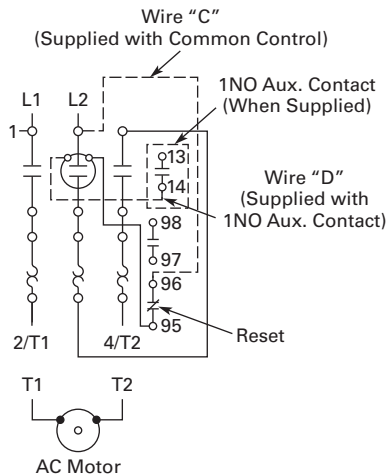 Wire “C”
(Supplied with Common Control)
L1
L2
1NO Aux. Contact
(When Supplied)
1
13
14
Wire “D”
(Supplied with
1NO Aux. Contact)
98
97
96
95
Reset
2/T1
4/T2
T1
T2
AC Motor